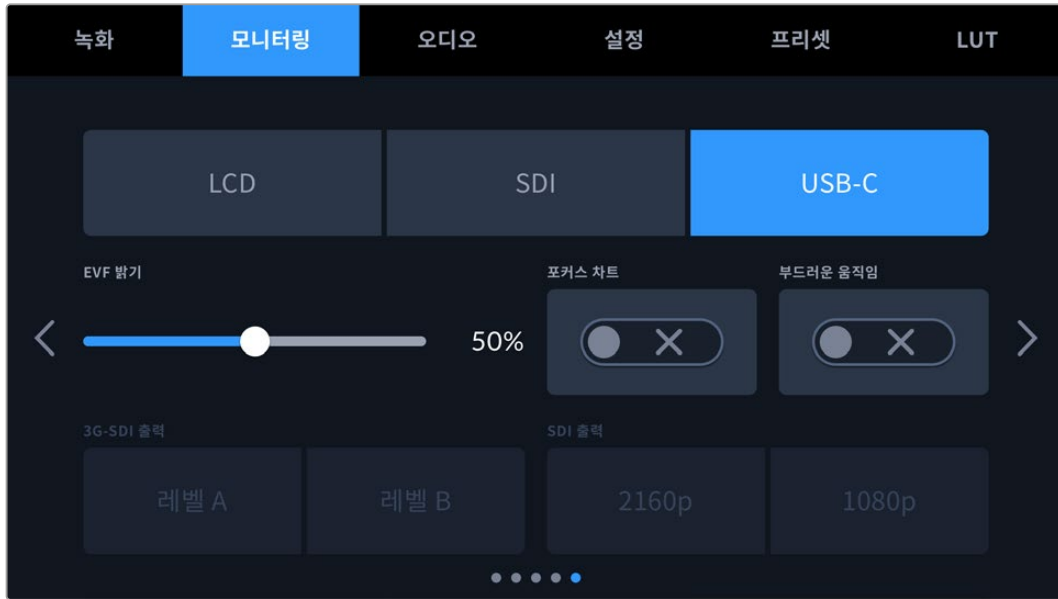 녹화 모니터링 오디오 설정 프리셋 LUT
LCD SDI USB-C
EVF 밝기 포커스 차트 부드러운 움직임
50%
3G-SDI 출력 SDI 출력
레벨 A 레벨 B 2160p 1080p